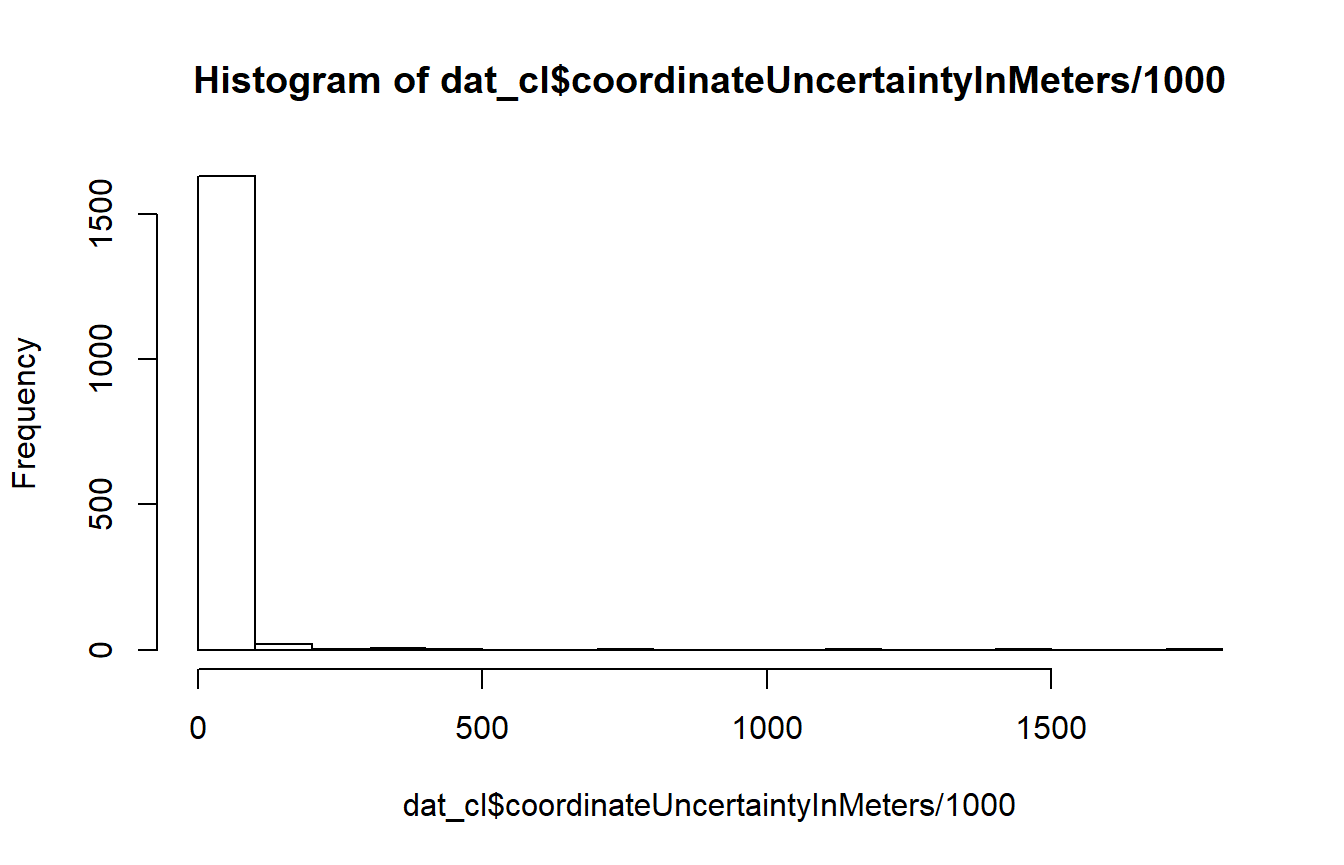 Histogram of dat_cl$coordinateUncertaintyInMeters/1000
Frequency
1500
1000
500
0
0 500 1000 1500
dat_cl$coordinateUncertaintyInMeters/1000